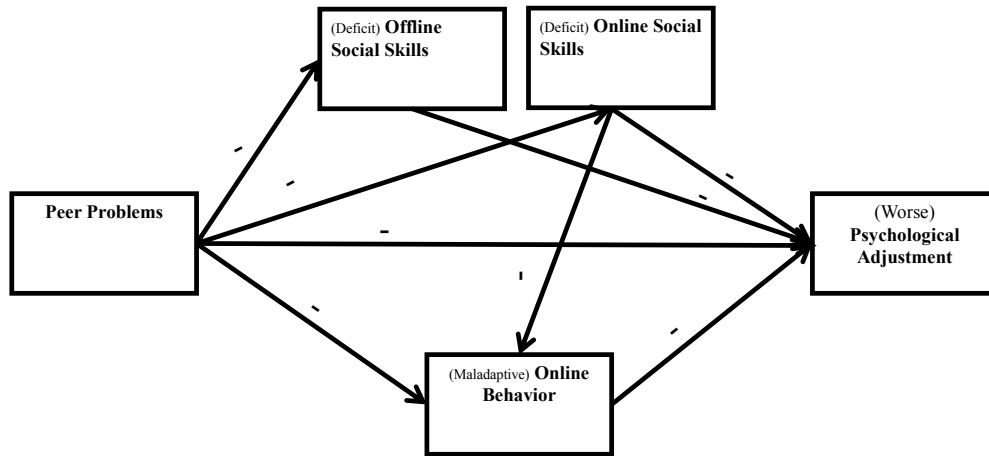 (Deficit) Offline
Social Skills
(Deficit) Online Social
Skills
-
-
-
-
-
Peer Problems
(Worse)
Psychological
Adjustment
-
-
-
(Maladaptive) Online
Behavior